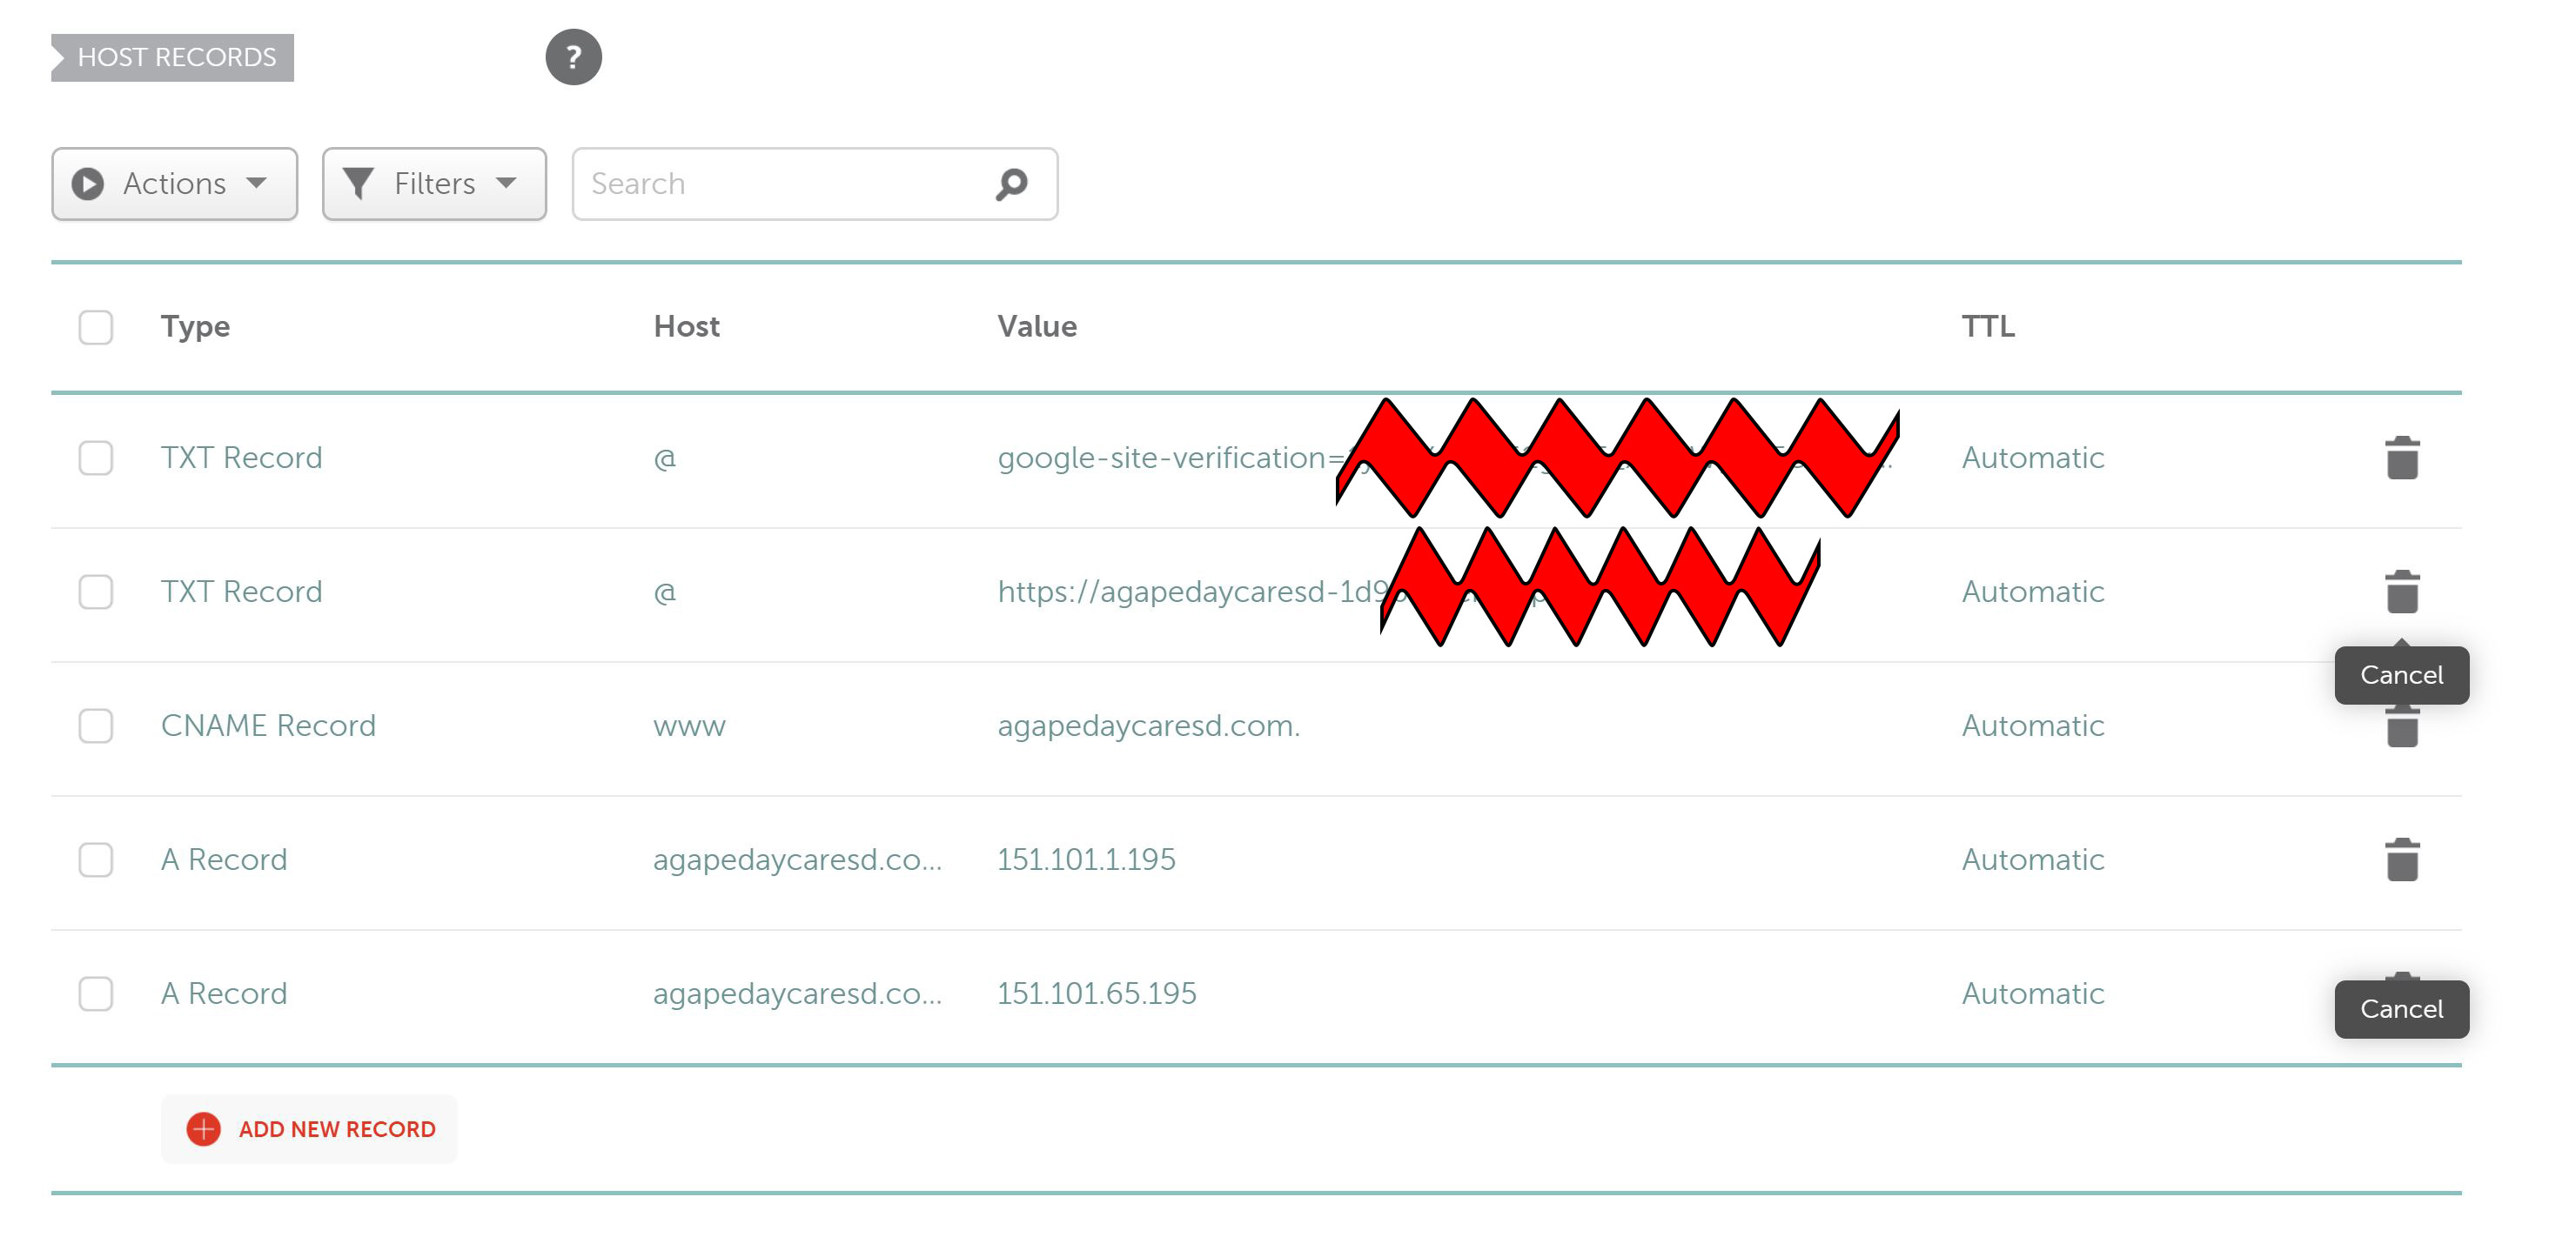 HOST RECORDS ?
Actions Filters Search
Type Host Value TTL
TXT Record @ google-site-verification= Automatic
TXT Record @ https://agapedaycaresd-1d9 Automatic
Cancel
CNAME Record www agapedaycaresd.com. Automatic
A Record agapedaycaresd.co... 151.101.1.195 Automatic
A Record agapedaycaresd.co... 151.101.65.195 Automatic
Cancel
ADD NEW RECORD